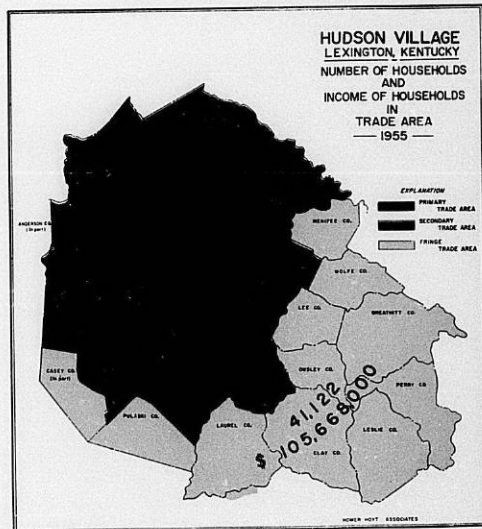 HUDSON VILLAGE
LEXINGTON, KENTUCKY
NUMBER OF HOUSEHOLDS
AND
INCOME OF HOUSEHOLDS
IN
TRADE AREA
— 1955 —
EXPLANATION
PRIMARY
TRADE AREA
SECONDARY
TRADE AREA
FRINGE
TRADE AREA
ANDERSON CO.
(In part)
MENIFEE CO.
WOLFE CO.
LEE CO.
BREATHITT CO.
OWSLEY CO.
PERRY CO.
CASEY CO.
(In part)
PULASKI CO.
LAUREL CO.
41,122
$ 105,668,000
CLAY CO.
LESLIE CO.
HOMER HOYT ASSOCIATES